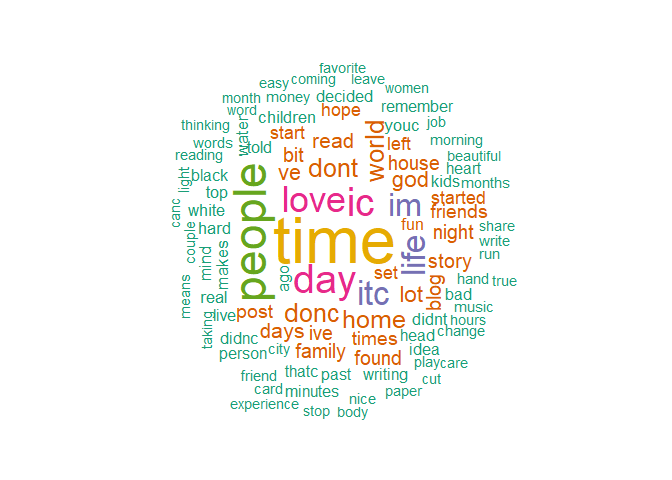 favorite
easy coming leave women
month money decided remember
word children hope youc job
thinking water start world left morning
words told bit read house beautiful
reading ve dont god heart
light black people kids months
top love ic im started
canc white friends share
couple hard time fun night write
mind makes life run
means ago day set story hand true
real itc lot blog bad
live post donc home music
taking didnc days ive times didnt hours
person city family found head change
friend thatc past writing idea play care
card minutes cut
experience stop nice paper
body